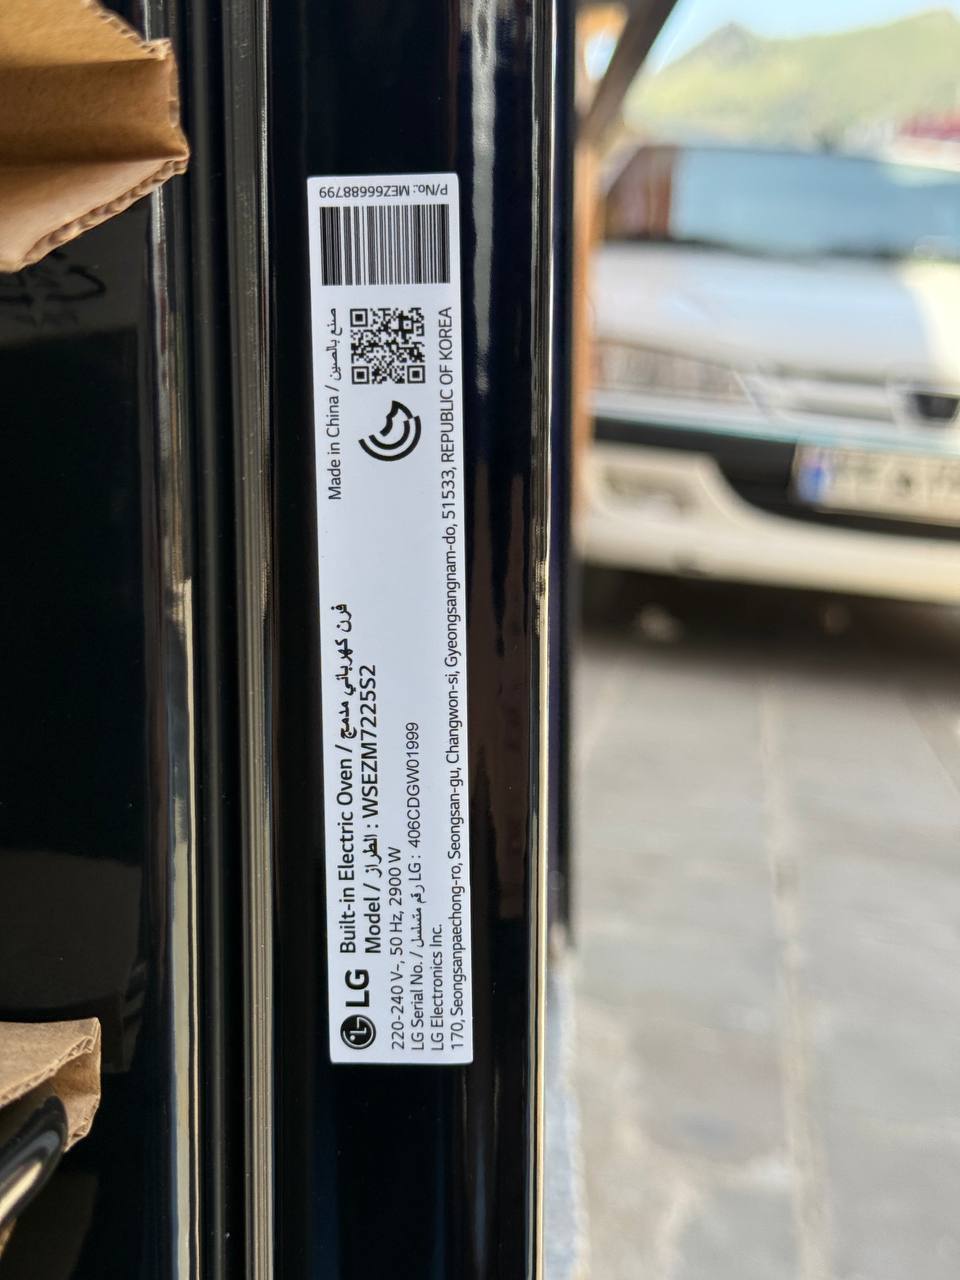 LG
Built-in Electric Oven / فرن كهربائي مدمج
Model / الطراز : WSEZM7225S2
220-240 V~, 50 Hz, 2900 W
LG Serial No. / رقم متسلسل LG : 406CDGW01999
LG Electronics Inc.
170, Seongsanpaechong-ro, Seongsan-gu, Changwon-si, Gyeongsangnam-do, 51533, REPUBLIC OF KOREA
Made in China / صنع بالصين
P/No.: MEZ66688799